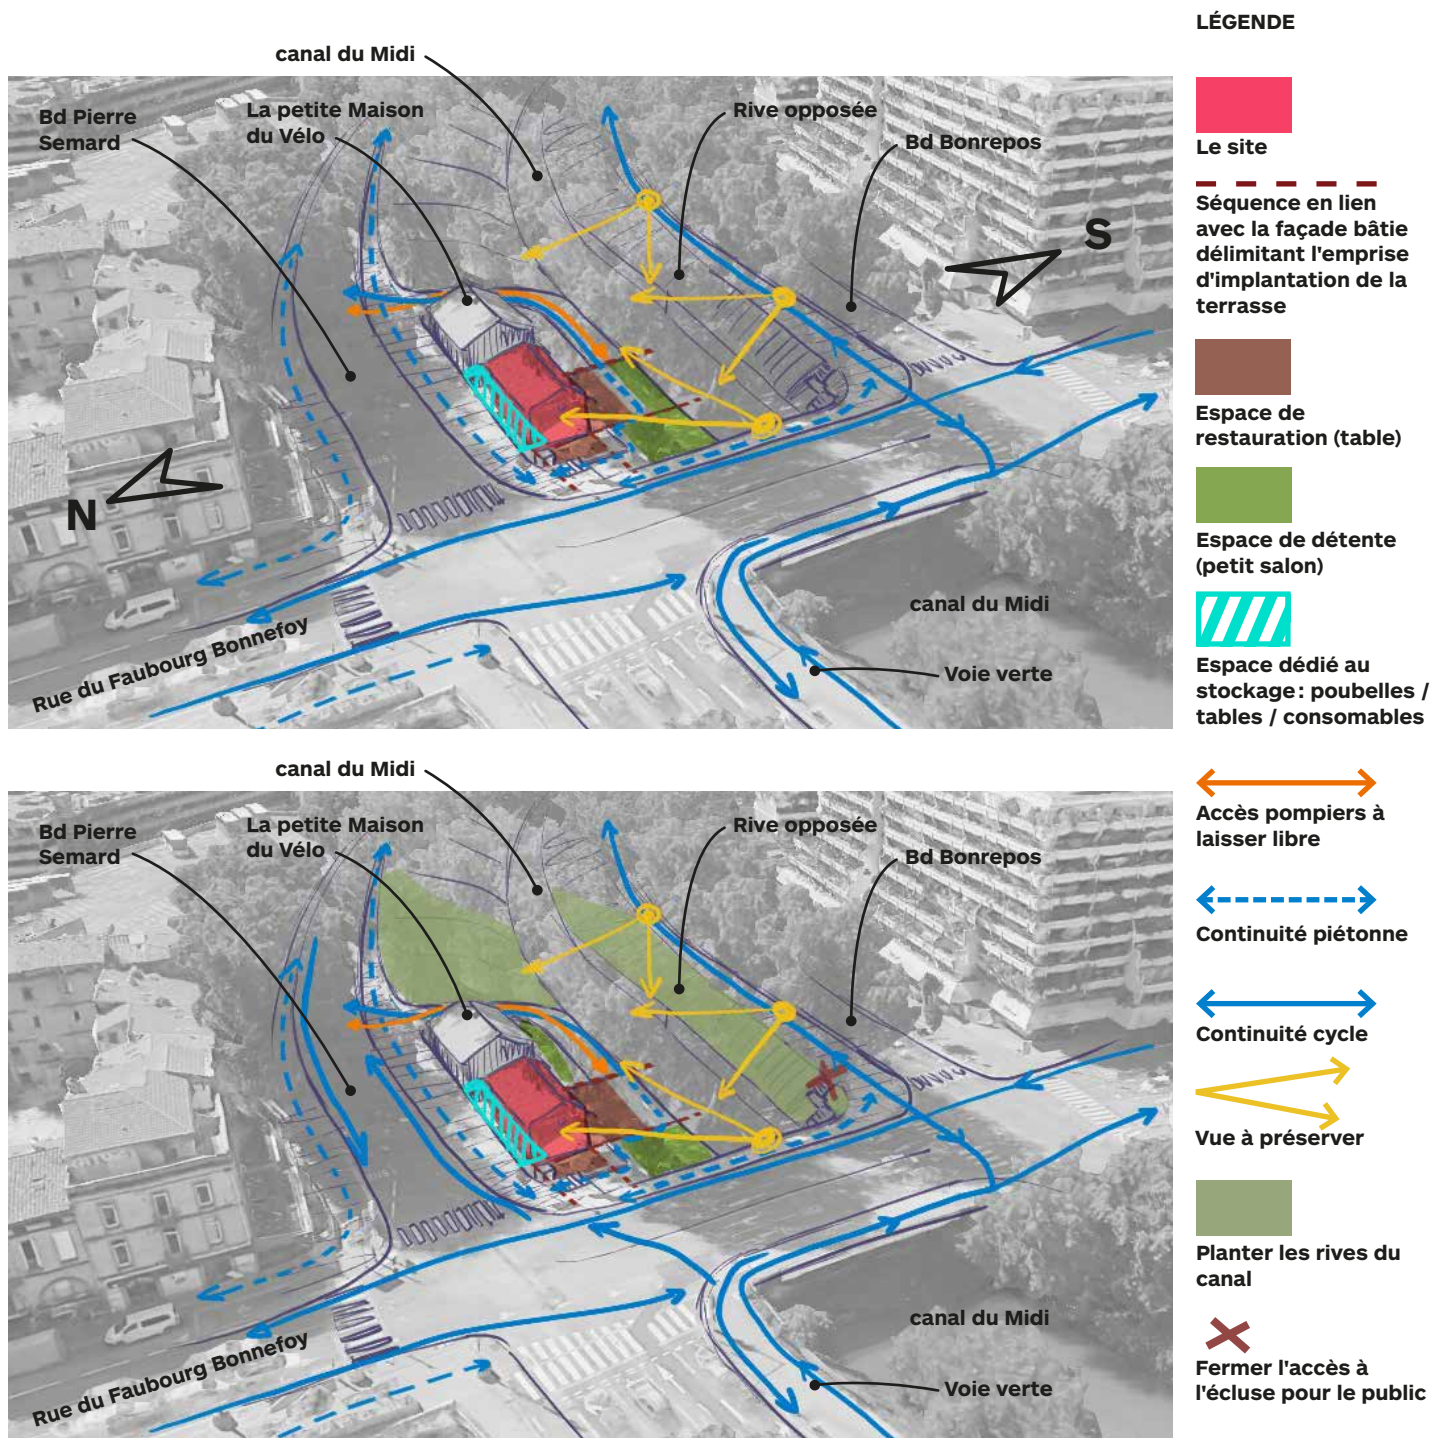 canal du Midi
Bd Pierre
Semard
La petite Maison
du Vélo
Rive opposée
Bd Bonrepos
S
N
Rue du Faubourg Bonnefoy
canal du Midi
Voie verte
canal du Midi
Bd Pierre
Semard
La petite Maison
du Vélo
Rive opposée
Bd Bonrepos
Rue du Faubourg Bonnefoy
canal du Midi
Voie verte
LÉGENDE
Le site
Séquence en lien
avec la façade bâtie
délimitant l'emprise
d'implantation de la
terrasse
Espace de
restauration (table)
Espace de détente
(petit salon)
Espace dédié au
stockage: poubelles /
tables / consomables
Accès pompiers à
laisser libre
Continuité piétonne
Continuité cycle
Vue à préserver
Planter les rives du
canal
Fermer l'accès à
l'écluse pour le public